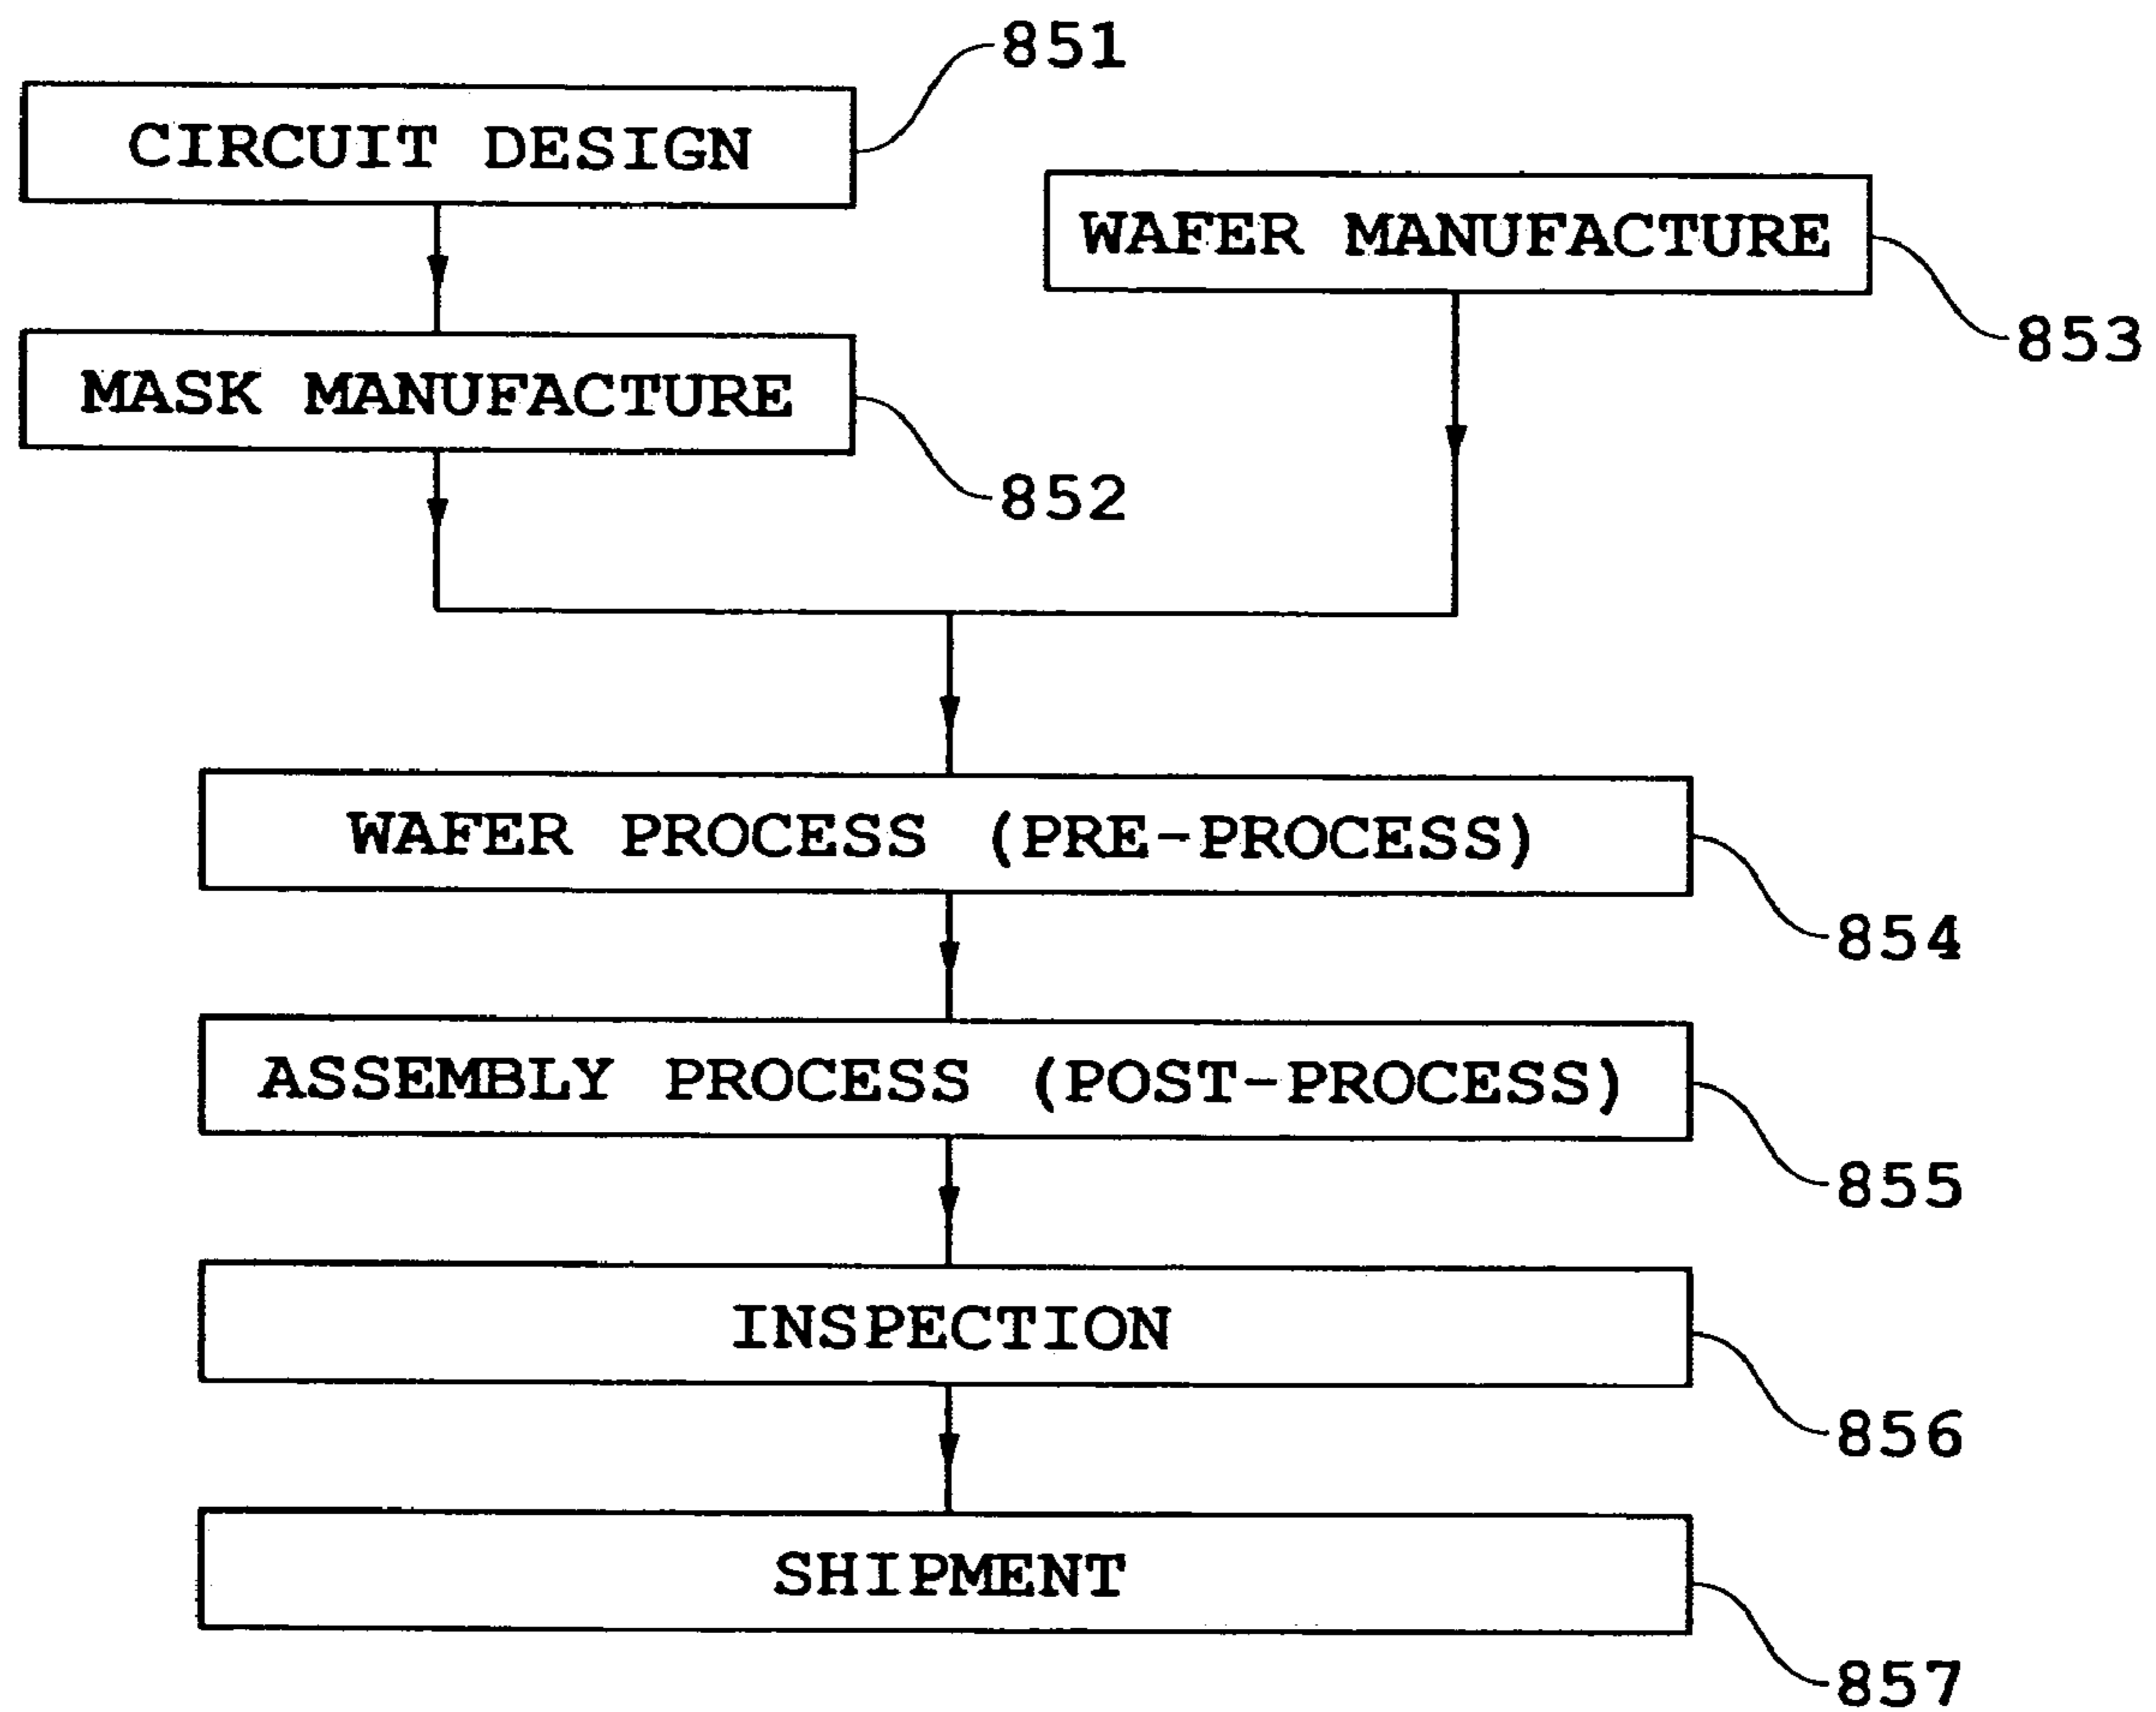 851
CIRCUIT DESIGN
WAFER MANUFACTURE
853
MASK MANUFACTURE
852
WAFER PROCESS (PRE-PROCESS)
854
ASSEMBLY PROCESS (POST-PROCESS)
855
INSPECTION
856
SHIPMENT
857